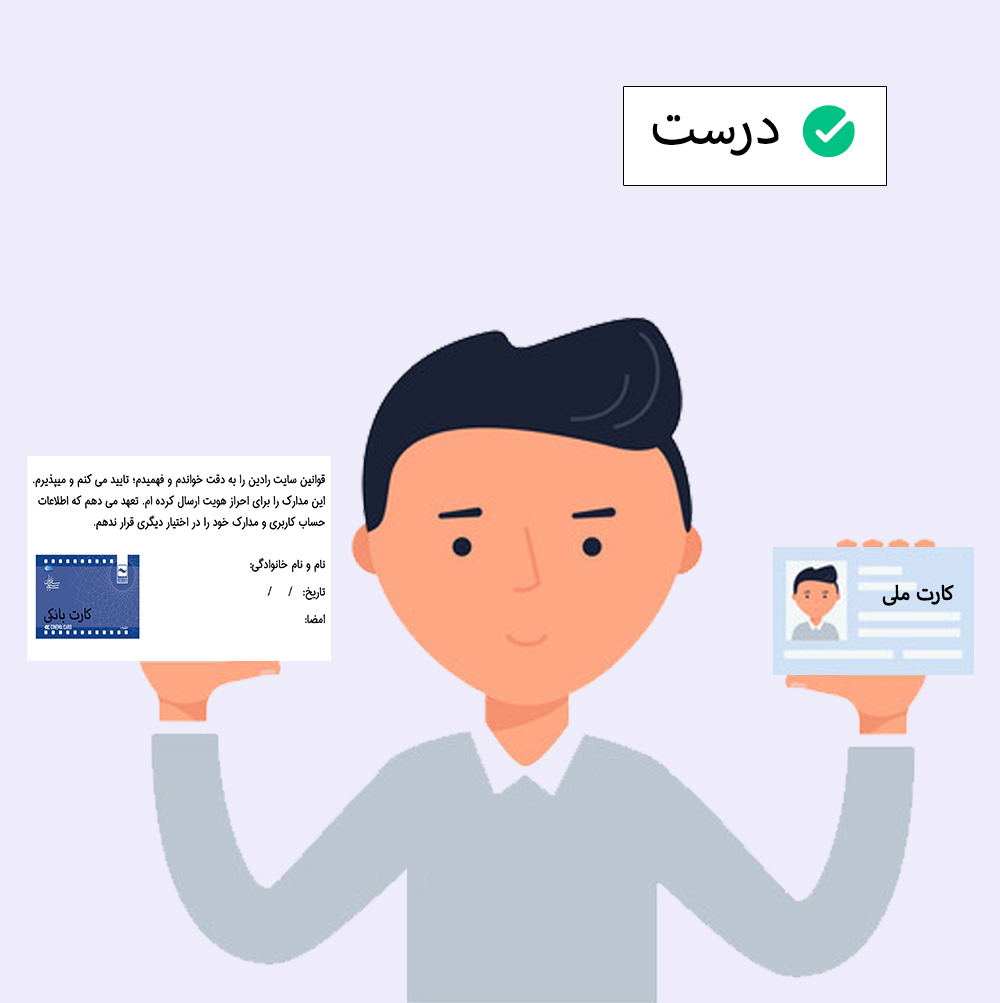 درست
قوانین سایت رادین را به دقت خواندم و فهمیدم؛ تایید می کنم و میپذیرم.
این مدارک را برای احراز هویت ارسال کرده ام. تعهد می دهم که اطلاعات
حساب کاربری و مدارک خود را در اختیار دیگری قرار ندهم.
نام و نام خانوادگی:
تاریخ: / /
امضا:
کارت بانکی
CINEMA CARD
کارت ملی